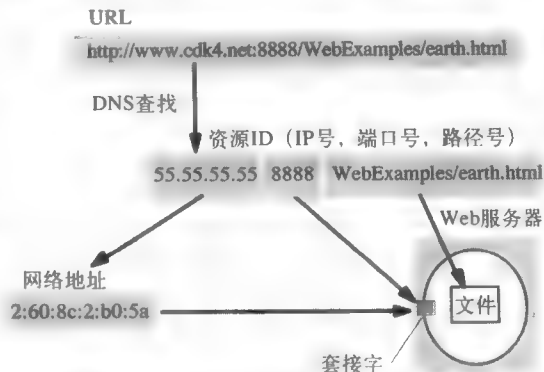 URL
http://www.cdk4.net:8888/WebExamples/earth.html
DNS查找
资源ID（IP号，端口号，路径号）
55.55.55.55 8888 WebExamples/earth.html
Web服务器
网络地址
2:60:8c:2:b0:5a
文件
套接字